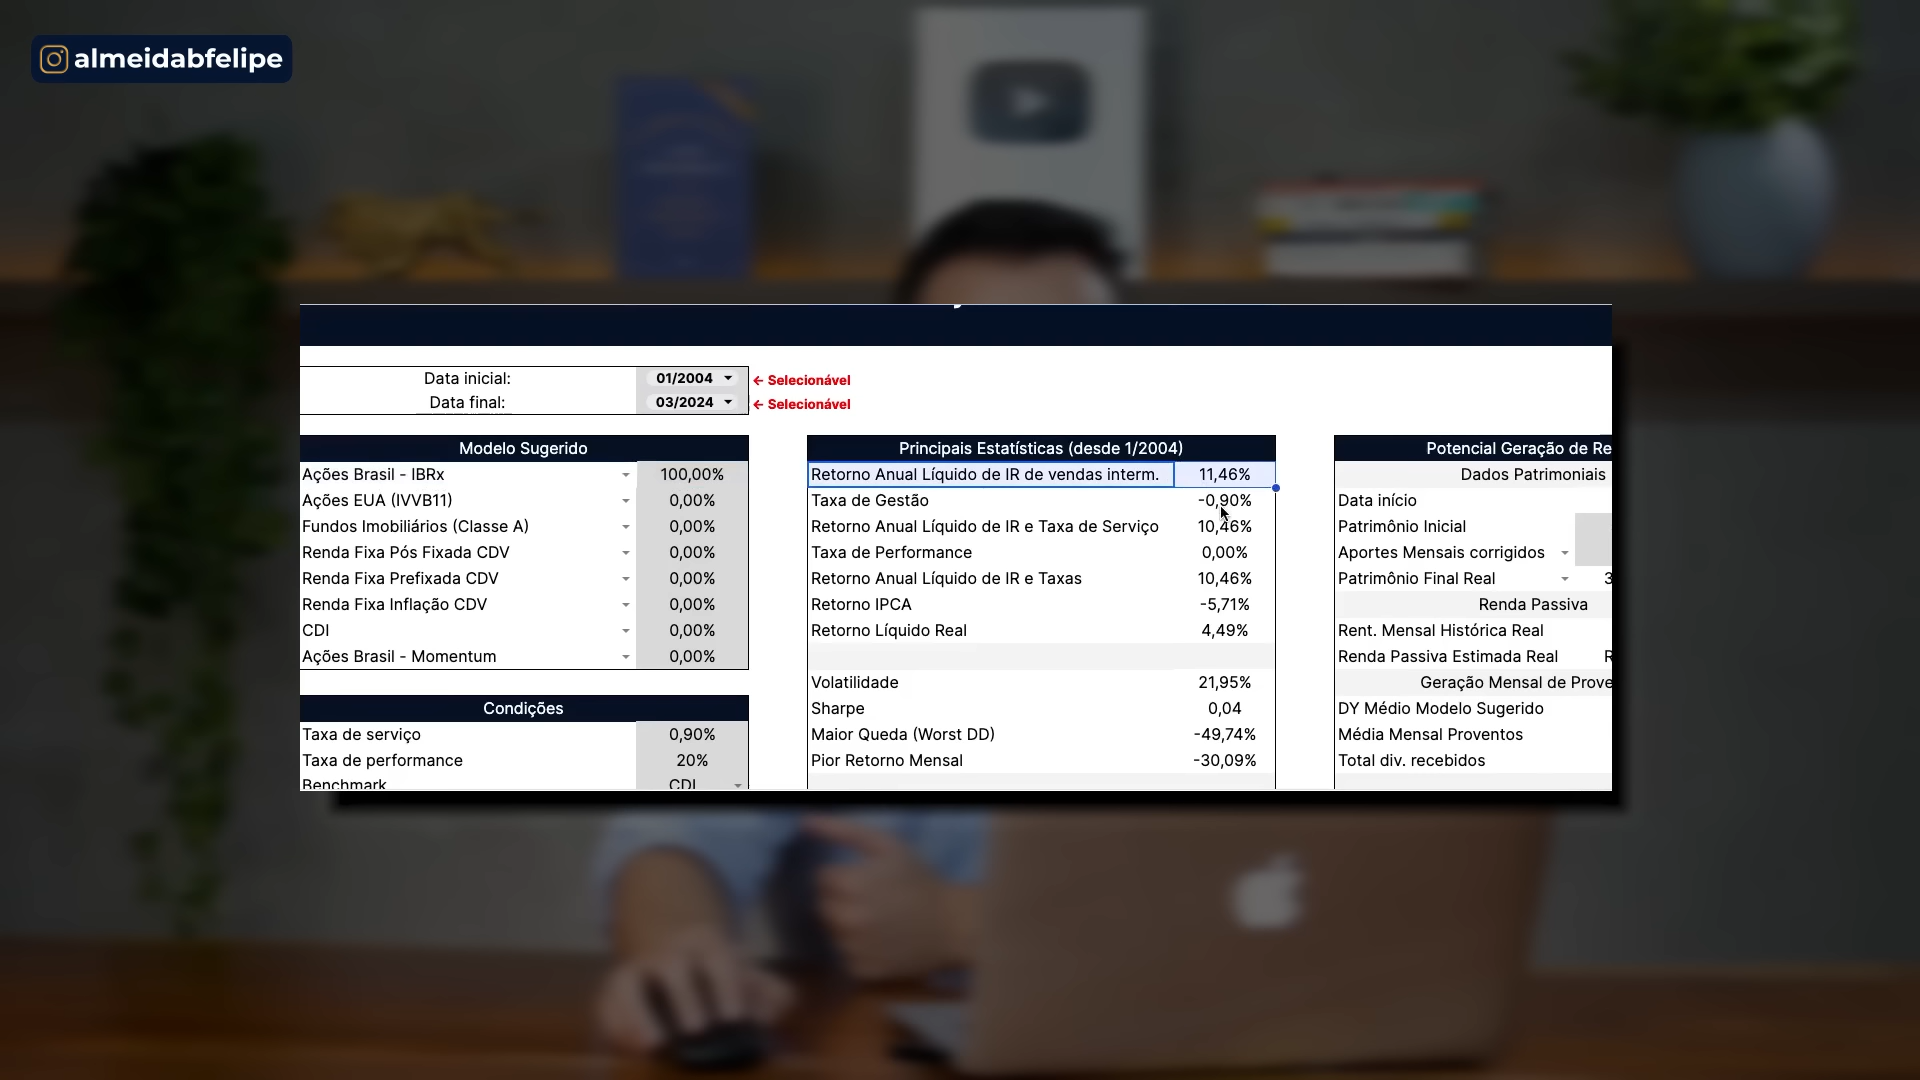 almeidabfelipe
Data inicial: 01/2004 ← Selecionável
Data final: 03/2024 ← Selecionável
Modelo Sugerido
Ações Brasil - IBRx 100,00%
Ações EUA (IVVB11) 0,00%
Fundos Imobiliários (Classe A) 0,00%
Renda Fixa Pós Fixada CDV 0,00%
Renda Fixa Prefixada CDV 0,00%
Renda Fixa Inflação CDV 0,00%
CDI 0,00%
Ações Brasil - Momentum 0,00%
Condições
Taxa de serviço 0,90%
Taxa de performance 20%
Benchmark CDI
Principais Estatísticas (desde 1/2004)
Retorno Anual Líquido de IR de vendas interm. 11,46%
Taxa de Gestão -0,90%
Retorno Anual Líquido de IR e Taxa de Serviço 10,46%
Taxa de Performance 0,00%
Retorno Anual Líquido de IR e Taxas 10,46%
Retorno IPCA -5,71%
Retorno Líquido Real 4,49%
Volatilidade 21,95%
Sharpe 0,04
Maior Queda (Worst DD) -49,74%
Pior Retorno Mensal -30,09%
Potencial Geração de Re
Dados Patrimoniais
Data início
Patrimônio Inicial
Aportes Mensais corrigidos
Patrimônio Final Real 3
Renda Passiva
Rent. Mensal Histórica Real
Renda Passiva Estimada Real R
Geração Mensal de Prove
DY Médio Modelo Sugerido
Média Mensal Proventos
Total div. recebidos